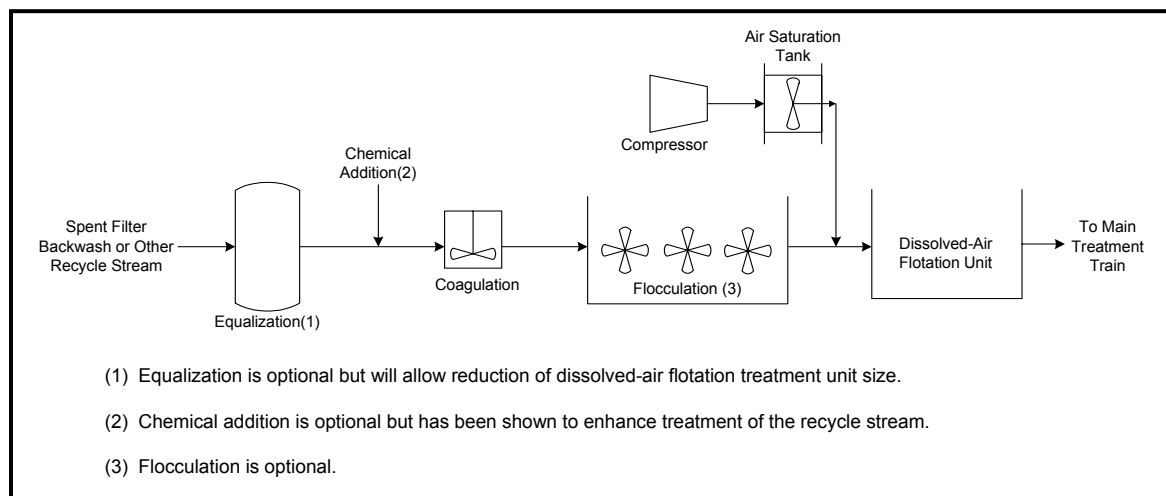 Air Saturation
Tank
Compressor
Chemical
Addition(2)
Spent Filter
Backwash or Other
Recycle Stream
Equalization(1)
Coagulation
Flocculation (3)
Dissolved-Air
Flotation Unit
To Main
Treatment
Train
(1) Equalization is optional but will allow reduction of dissolved-air flotation treatment unit size.
(2) Chemical addition is optional but has been shown to enhance treatment of the recycle stream.
(3) Flocculation is optional.